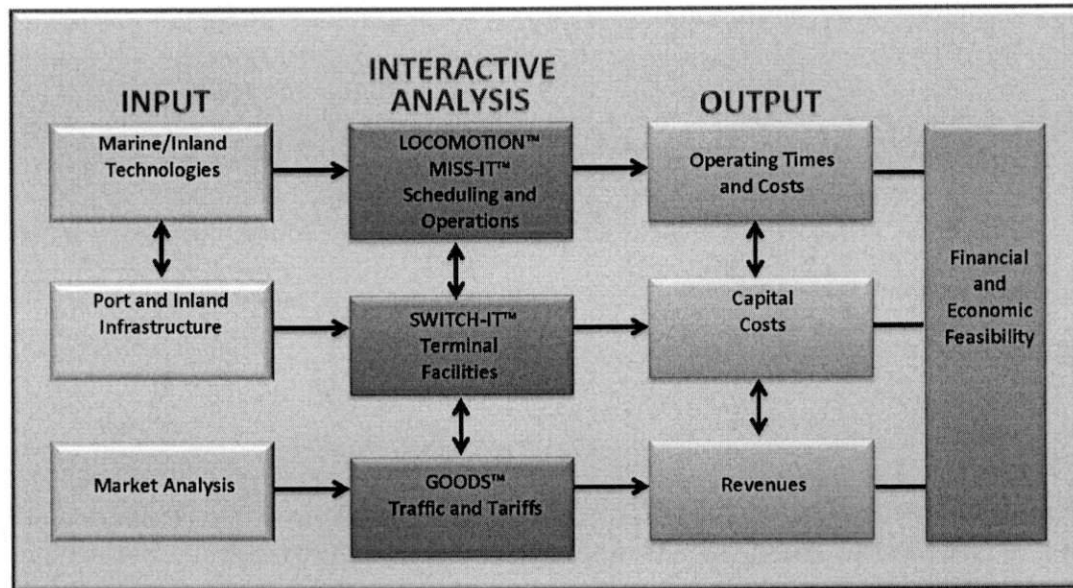 INPUT
INTERACTIVE
ANALYSIS
OUTPUT
Marine/Inland
Technologies
LOCOMOTION™
MISS-IT™
Scheduling and
Operations
Operating Times
and Costs
Port and Inland
Infrastructure
SWITCH-IT™
Terminal
Facilities
Capital
Costs
Market Analysis
GOODS™
Traffic and Tariffs
Revenues
Financial
and
Economic
Feasibility